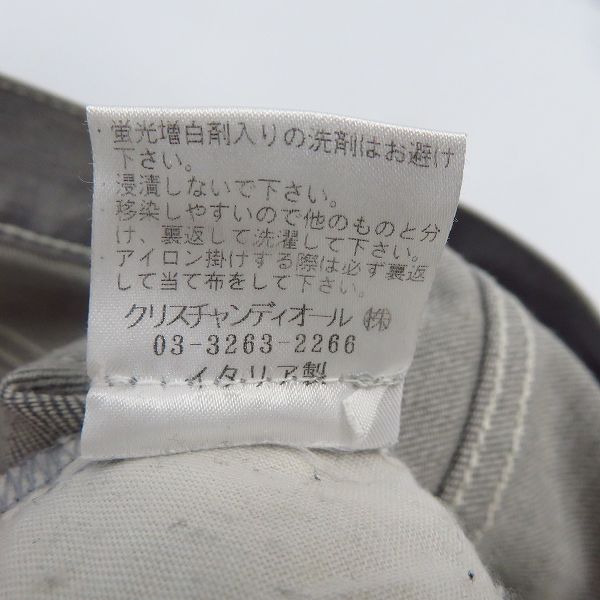 ・蛍光増白剤入りの洗剤はお避け
下さい。
浸漬しないで下さい。
移染しやすいので他のものと分
け、裏返して洗濯して下さい。
アイロン掛けする際は必ず裏返
して当て布をして下さい。
クリスチャンディオール ㈱
03-3263-2266
イタリア製